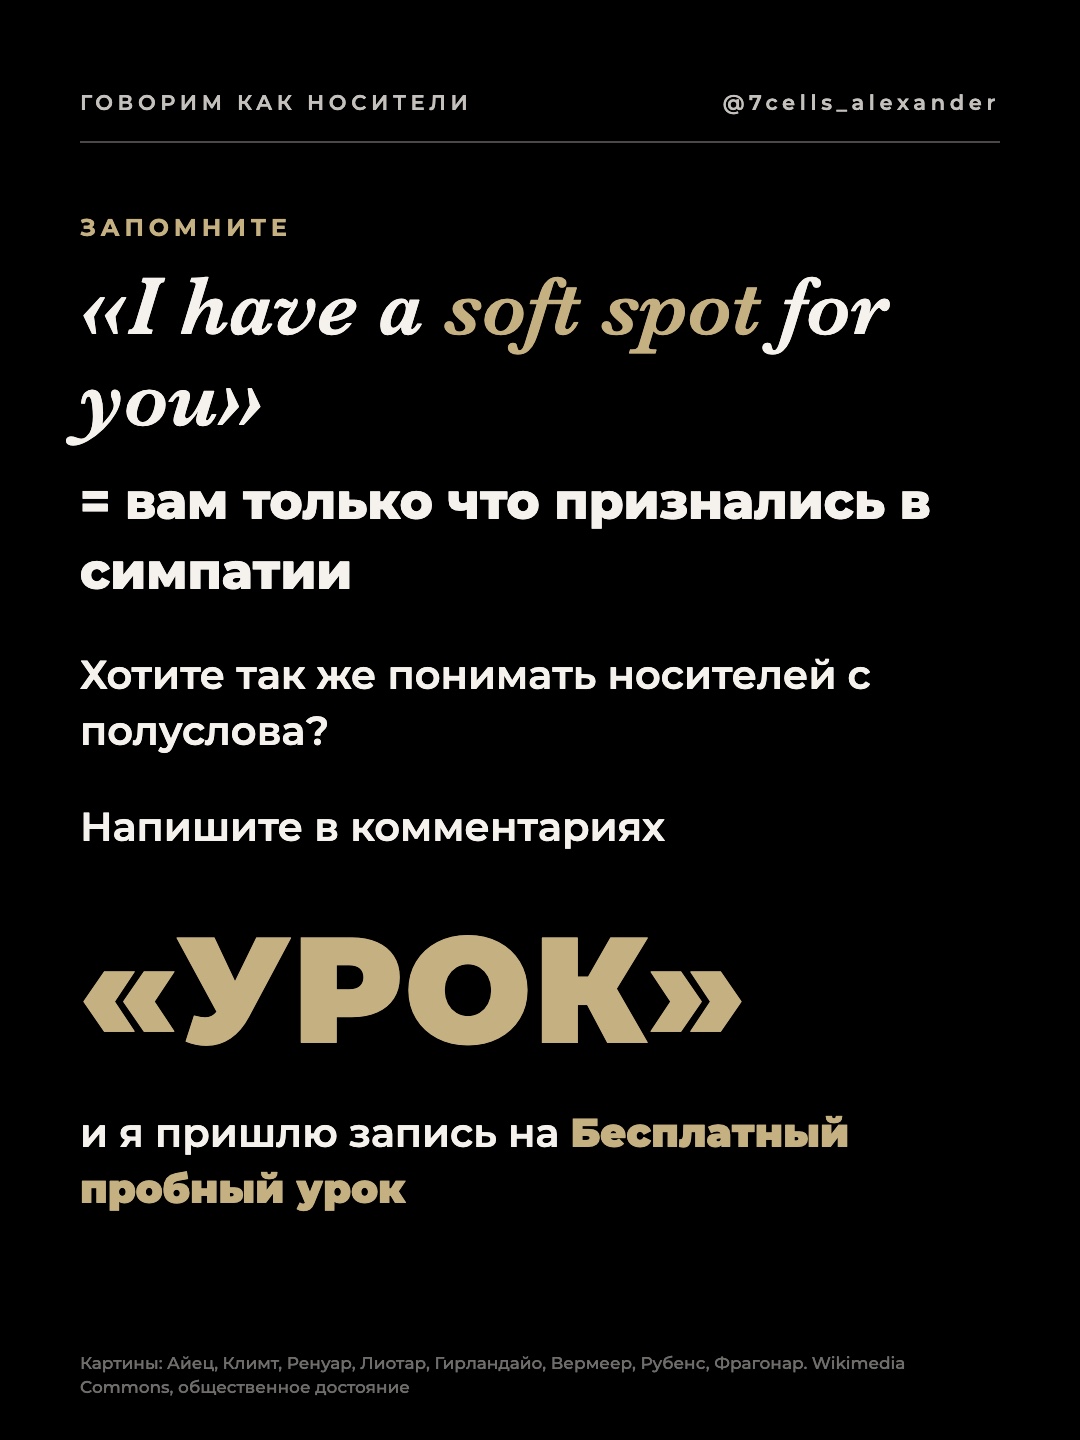 ГОВОРИМ КАК НОСИТЕЛИ
@7cells_alexander
ЗАПОМНИТЕ
«I have a soft spot for
you»
= вам только что признались в
симпатии
Хотите так же понимать носителей с
полуслова?
Напишите в комментариях
«УРОК»
и я пришлю запись на Бесплатный
пробный урок
Картины: Айец, Климт, Ренуар, Лиотар, Гирландайо, Вермеер, Рубенс, Фрагонар. Wikimedia
Commons, общественное достояние